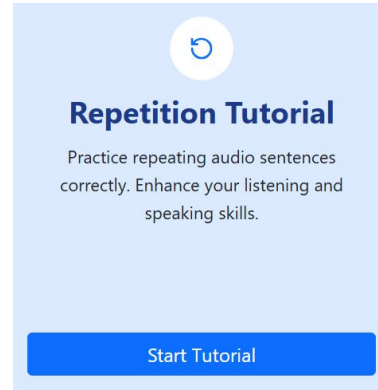 Repetition Tutorial
Practice repeating audio sentences
correctly. Enhance your listening and
speaking skills.
Start Tutorial